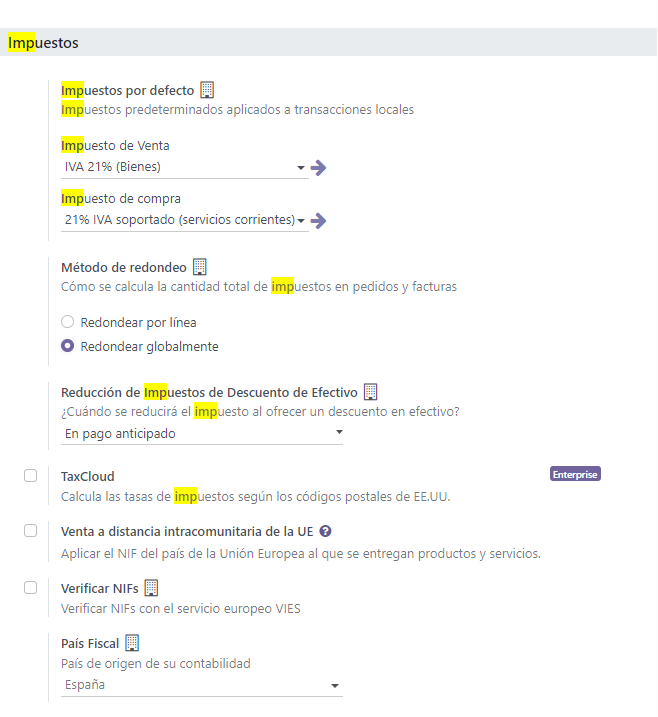 Impuestos
Impuestos por defecto
Impuestos predeterminados aplicados a transacciones locales
Impuesto de Venta
IVA 21% (Bienes)
Impuesto de compra
21% IVA soportado (servicios corrientes)
Método de redondeo
Cómo se calcula la cantidad total de impuestos en pedidos y facturas
Redondear por línea
Redondear globalmente
Reducción de Impuestos de Descuento de Efectivo
¿Cuándo se reducirá el impuesto al ofrecer un descuento en efectivo?
En pago anticipado
TaxCloud Enterprise
Calcula las tasas de impuestos según los códigos postales de EE.UU.
Venta a distancia intracomunitaria de la UE ?
Aplicar el NIF del país de la Unión Europea al que se entregan productos y servicios.
Verificar NIFs
Verificar NIFs con el servicio europeo VIES
País Fiscal
País de origen de su contabilidad
España